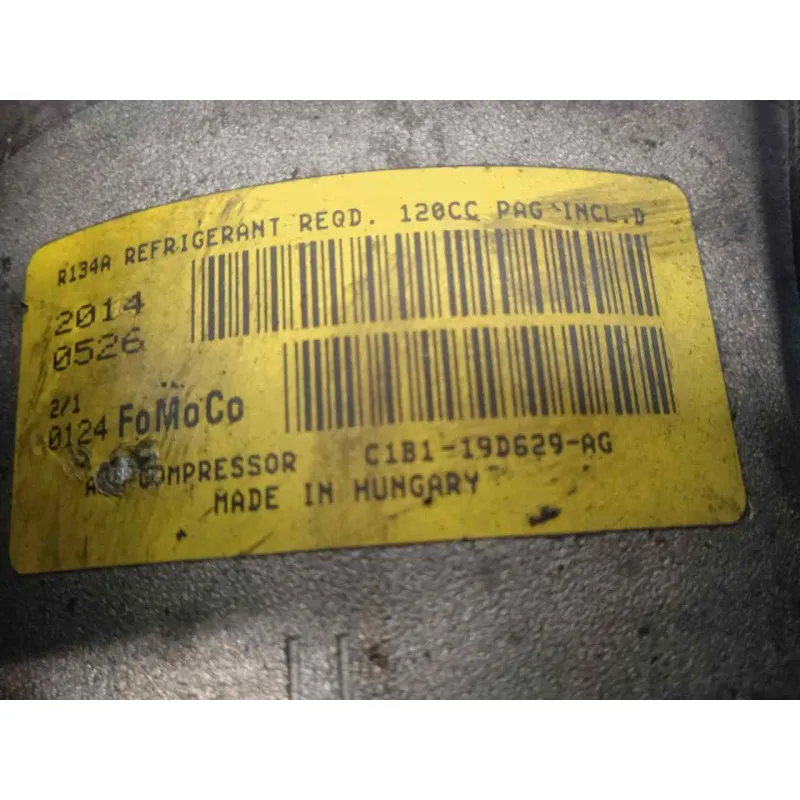 R134A REFRIGERANT REQD. 120CC PAG INCL.D
2014
0526
2/1
0124 FoMoCo
COMPRESSOR C1B1-19D629-AG
MADE IN HUNGARY